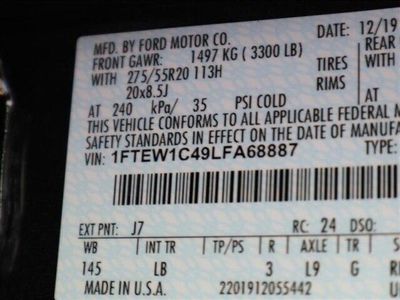 MFD. BY FORD MOTOR CO. DATE: 12/19
FRONT GAWR: 1497 KG ( 3300 LB) REAR
WITH 275/55R20 113H TIRES
20x8.5J RIMS
AT 240 kPa/ 35 PSI COLD
THIS VEHICLE CONFORMS TO ALL APPLICABLE FEDERAL
SAFETY STANDARDS IN EFFECT ON THE DATE OF
VIN: 1FTEW1C49LFA68887 TYPE:
EXT PNT: J7 RC: 24 DSO:
WB INT TR TP/PS R AXLE TR
145 LB 3 L9 G
MADE IN U.S.A. 2201912055442